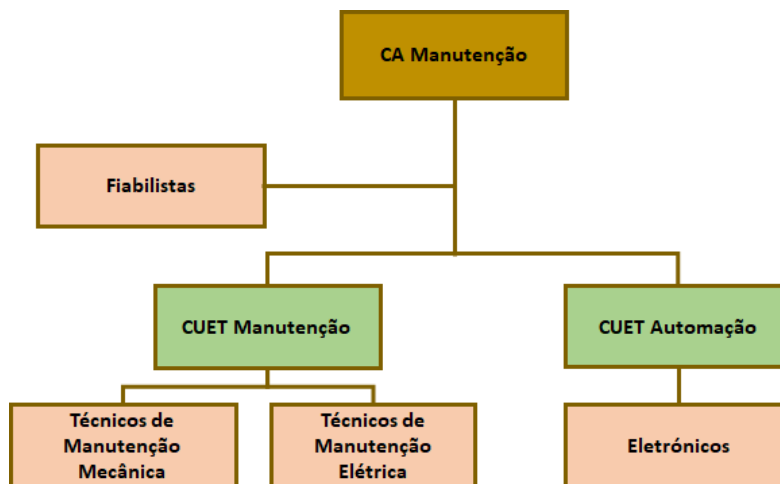 CA Manutenção
Fiabilistas
CUET Manutenção
CUET Automação
Técnicos de
Manutenção
Mecânica
Técnicos de
Manutenção
Elétrica
Eletrónicos